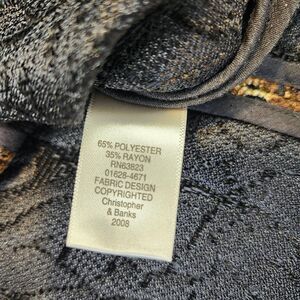 65% POLYESTER
35% RAYON
RN63823
01628-4671
FABRIC DESIGN
COPYRIGHTED
Christopher
& Banks
2008